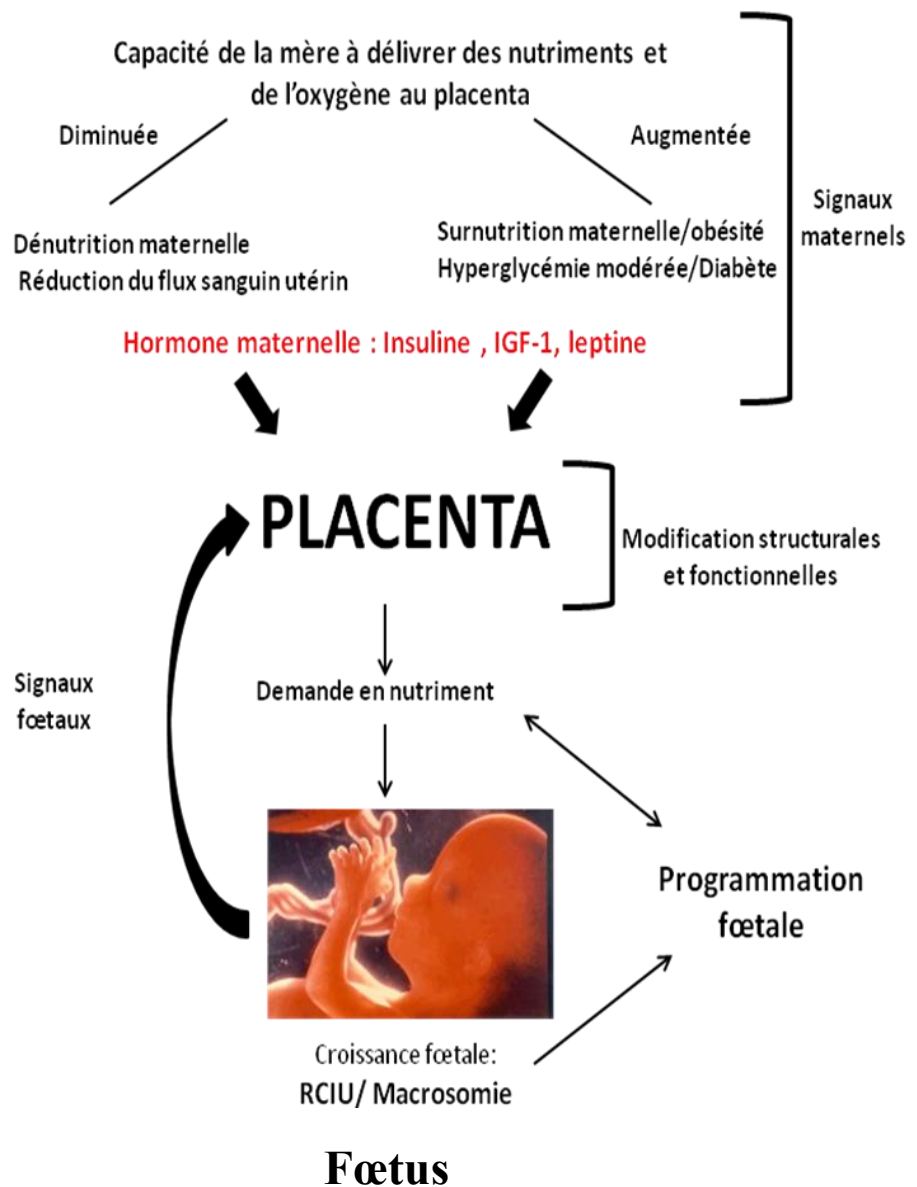 Capacité de la mère à délivrer des nutriments et
de l'oxygène au placenta
Diminuée
Augmentée
Signaux
maternels
Dénutrition maternelle
Réduction du flux sanguin utérin
Surnutrition maternelle/obésité
Hyperglycémie modérée/Diabète
Hormone maternelle : Insuline , IGF-1, leptine
PLACENTA
Modification structurales
et fonctionnelles
Signaux
fœtaux
Demande en nutriment
Programmation
fœtale
Croissance fœtale:
RCIU/ Macrosomie
Fœtus